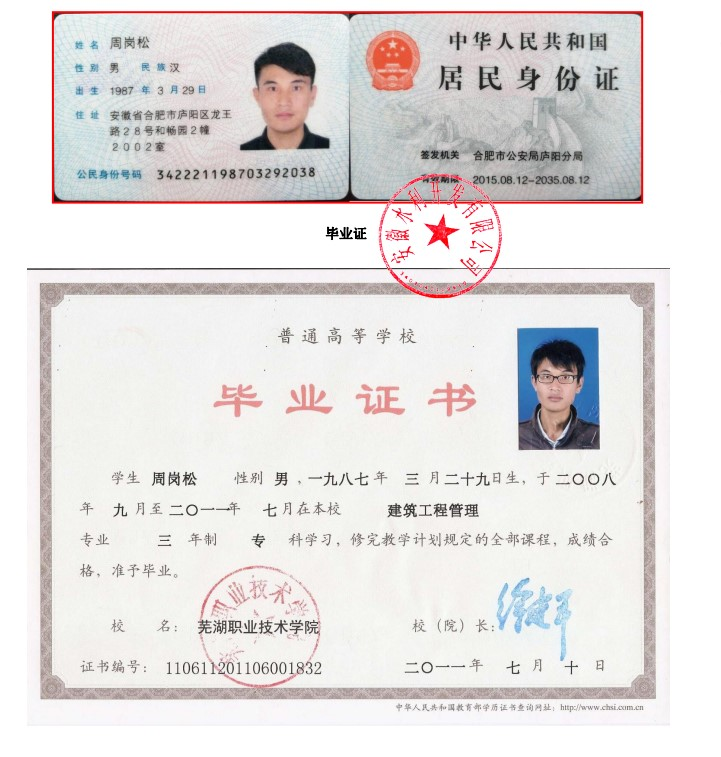 姓名 周岗松
性别 男 民族 汉
出生 1987 年 3 月 29 日
住址 安徽省合肥市庐阳区龙王
路28号和畅园2幢
2002室
公民身份号码 342221198703292038
中华人民共和国
居民身份证
签发机关 合肥市公安局庐阳分局
有效期限 2015.08.12-2035.08.12
毕业证
安徽水利开发有限公司
普通高等学校
毕业证书
学生 周岗松 性别 男 ,一九八七年 三 月二十九日生, 于 二〇〇八
年 九 月至 二〇一一年 七 月在本校 建筑工程管理
专业 三 年制 专 科学习, 修完教学计划规定的全部课程, 成绩合
格, 准予毕业。
校 名: 芜湖职业技术学院
校 (院) 长:
证书编号: 110611201106001832
二〇一一年 七 月 十 日
中华人民共和国教育部学历证书查询网址: http://www.chsi.com.cn